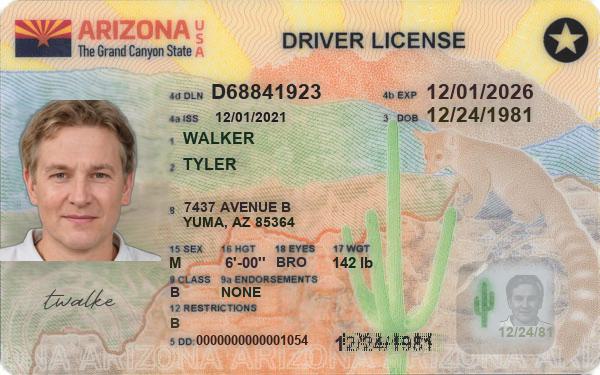 ARIZONA USA
The Grand Canyon State
DRIVER LICENSE
4d DLN D68841923
4b EXP 12/01/2026
4a ISS 12/01/2021
3 DOB 12/24/1981
1 WALKER
2 TYLER
8 7437 AVENUE B
YUMA, AZ 85364
15 SEX 16 HGT 18 EYES 17 WGT
M 6'-00" BRO 142 lb
9 CLASS 9a ENDORSEMENTS
B NONE
12 RESTRICTIONS
B
5 DD: 0000000000001054
12/24/1981
twalke
12/24/81
ARIZONA ARIZONA ARIZONA ARIZONA